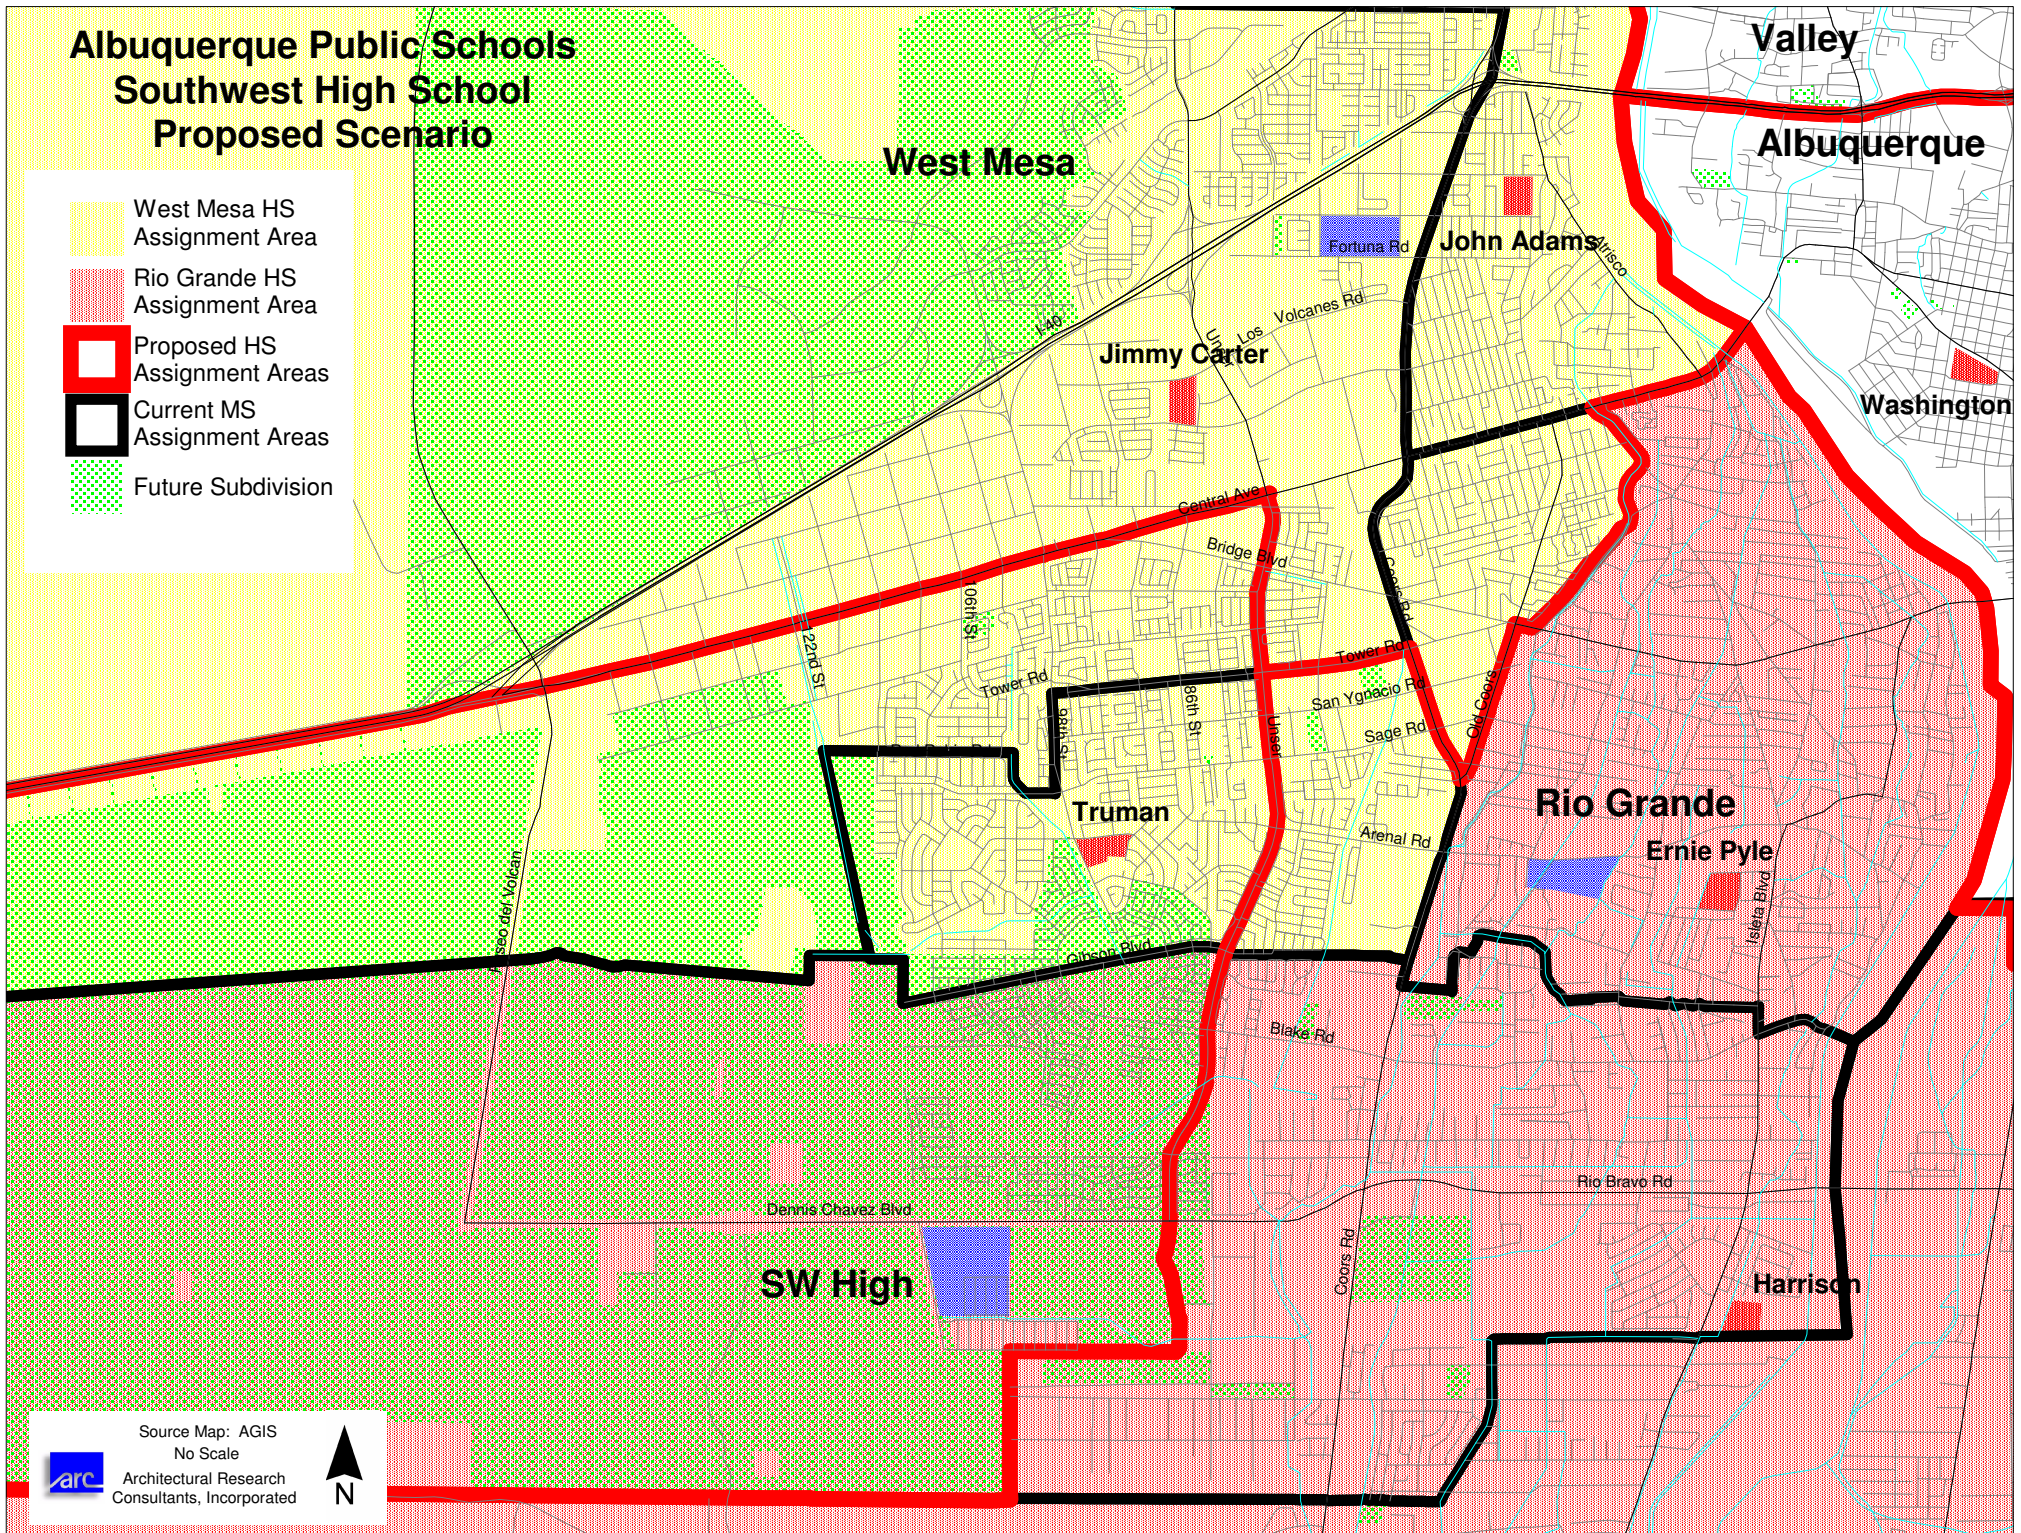 Albuquerque Public Schools
Southwest High School
Proposed Scenario
West Mesa HS
Assignment Area
Rio Grande HS
Assignment Area
Proposed HS
Assignment Areas
Current MS
Assignment Areas
Future Subdivision
Valley
Albuquerque
West Mesa
John Adams
Fortuna Rd
Atrisco
I-40
Unser
Los Volcanes Rd
Jimmy Carter
Washington
Central Ave
Bridge Blvd
Coors Rd
106th St
122nd St
Tower Rd
Tower Rd
San Ygnacio Rd
Sage Rd
Old Coors
98th St
86th St
Unser
Truman
Arenal Rd
Rio Grande
Ernie Pyle
Isleta Blvd
Paseo del Volcan
Gibson Blvd
Blake Rd
Rio Bravo Rd
Dennis Chavez Blvd
Coors Rd
SW High
Harrison
Source Map: AGIS
No Scale
arc
Architectural Research
Consultants, Incorporated
N